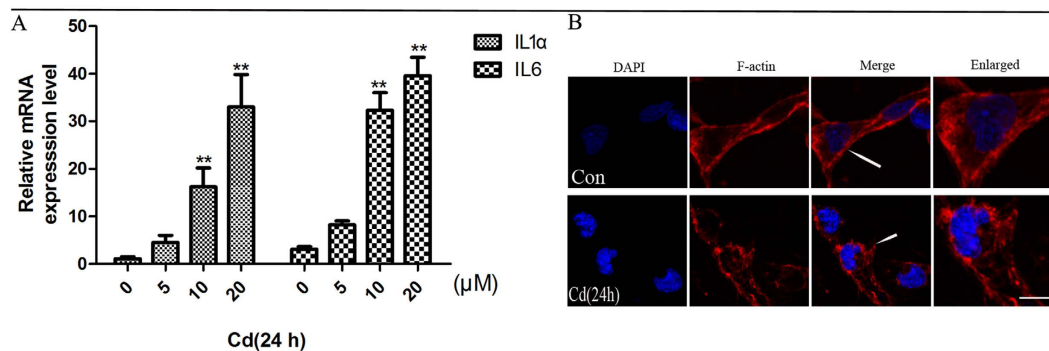 A
50
40
30
20
10
0
Relative mRNA
expresssion level
**
**
**
**
IL1α
IL6
0 5 10 20 0 5 10 20 (μM)
Cd(24 h)
B
DAPI F-actin Merge Enlarged
Con
Cd(24h)